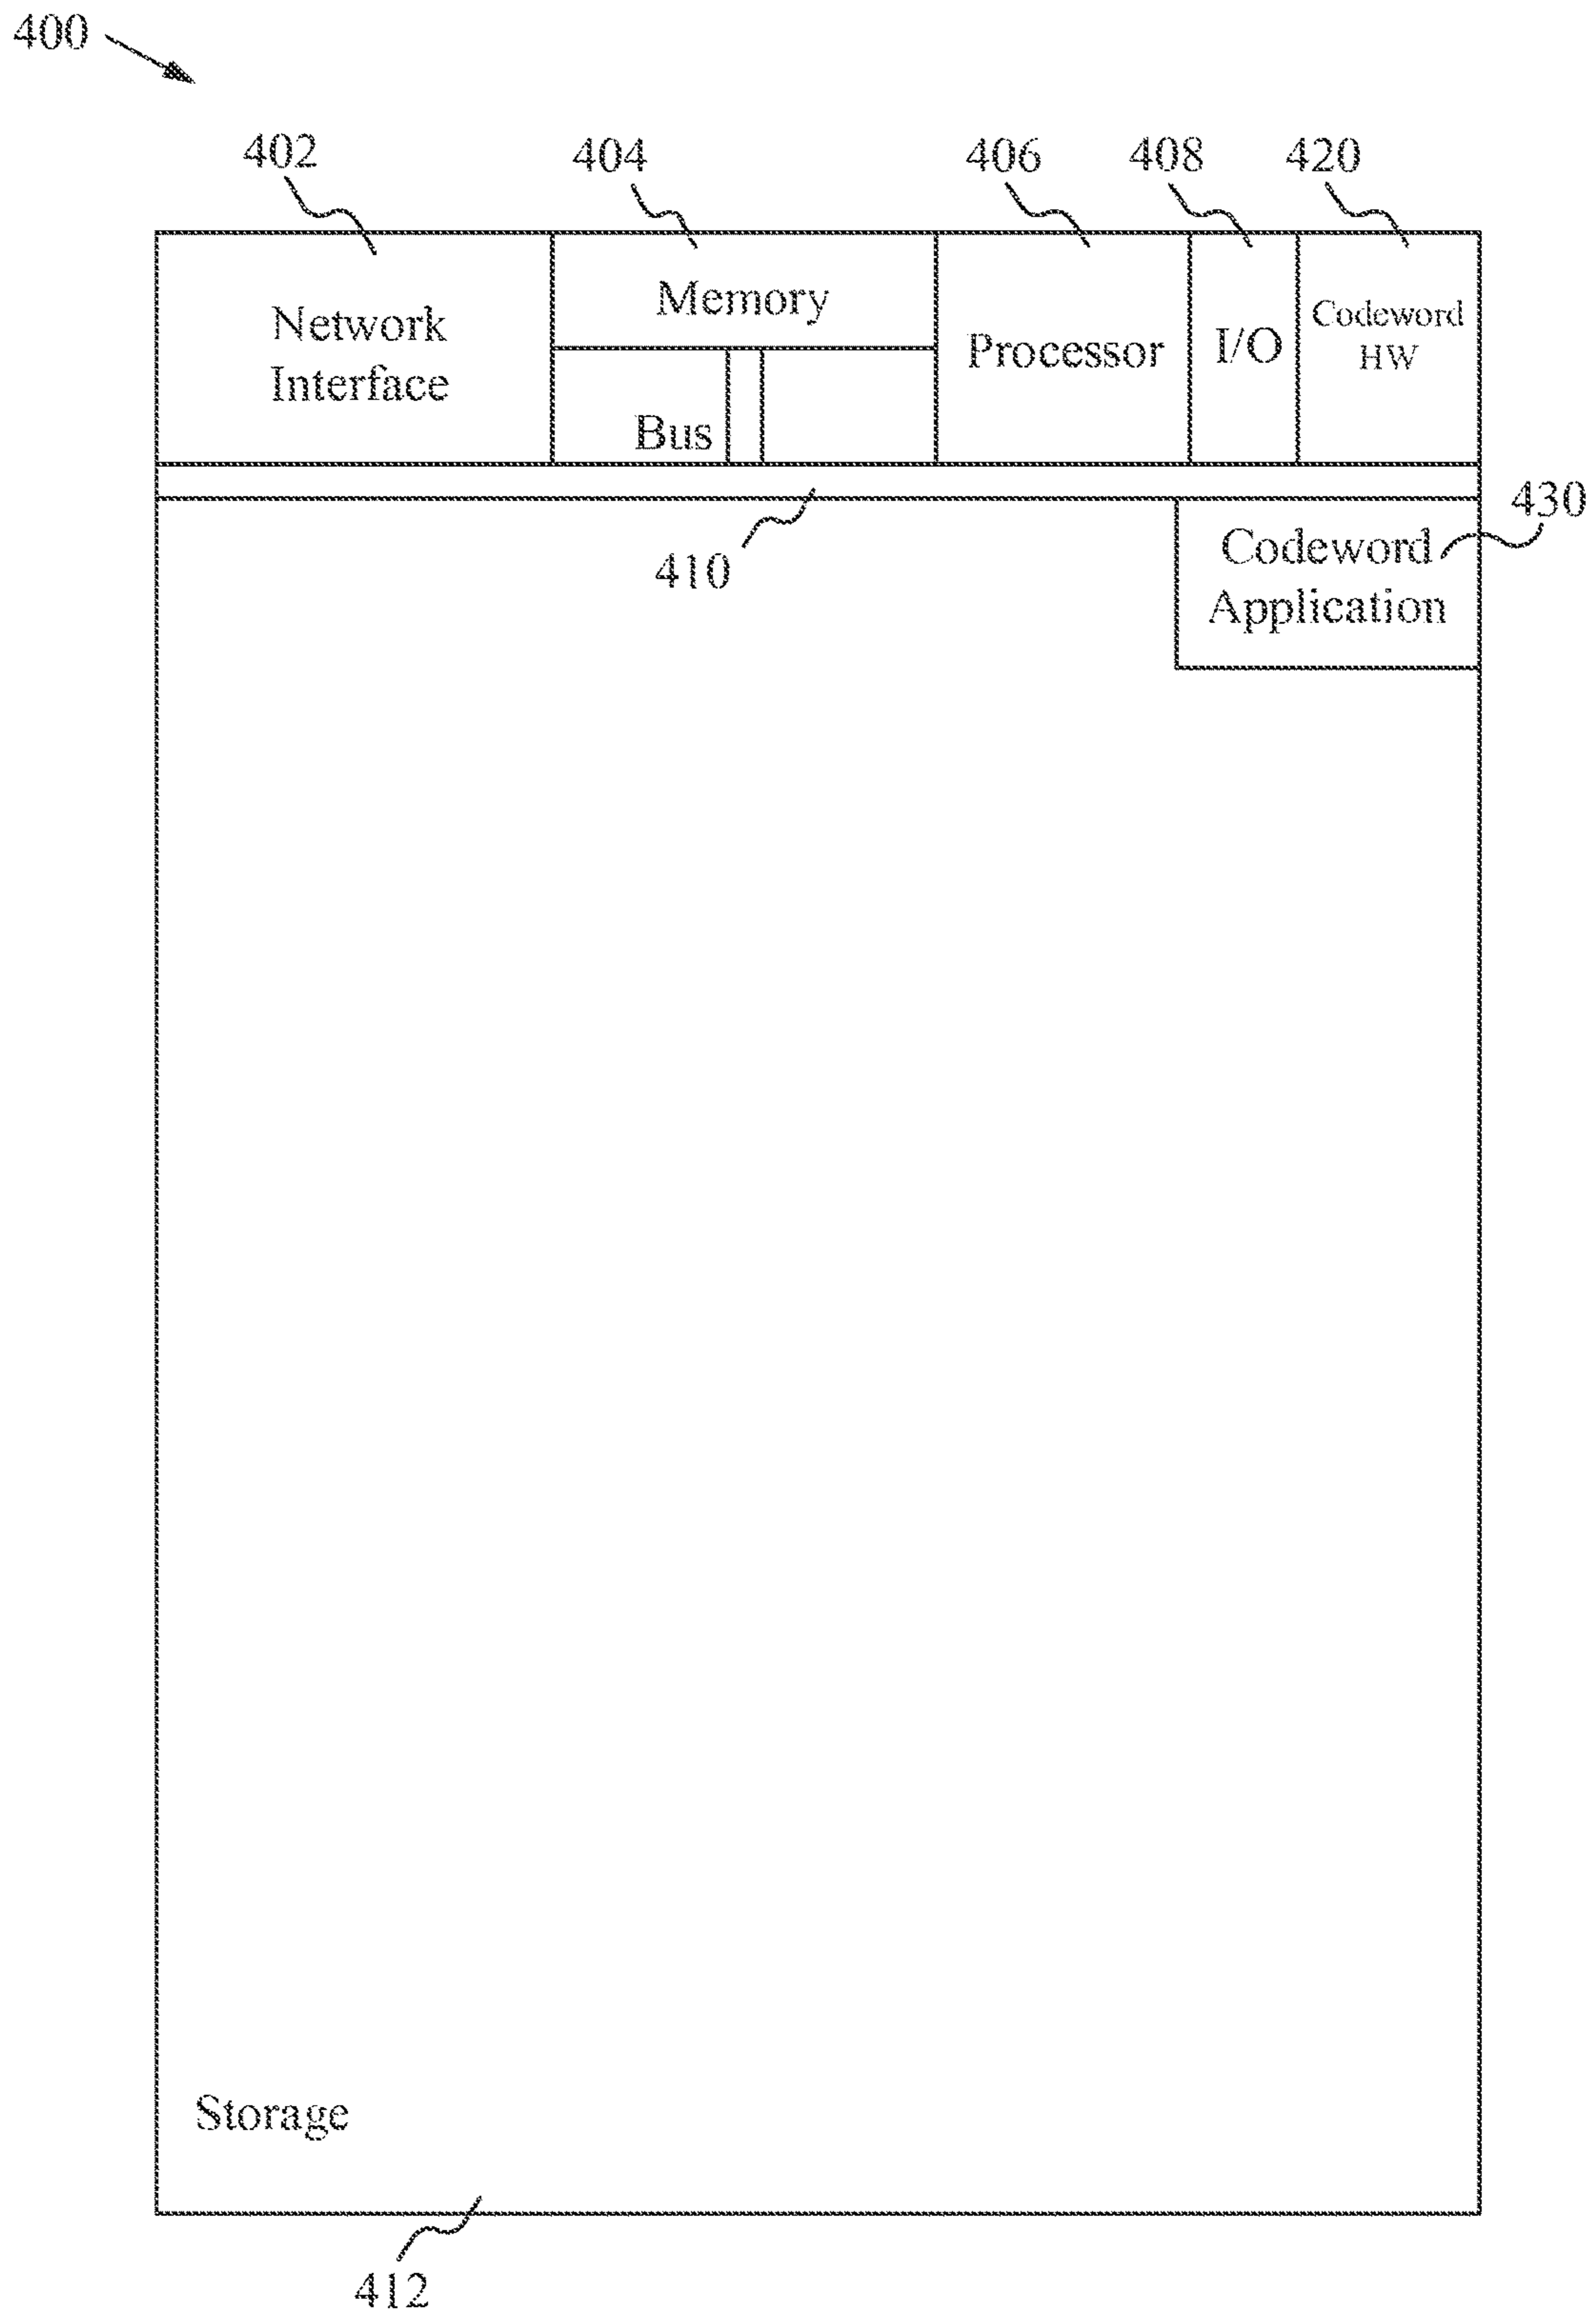 400
402
404
406
408
420
Network
Interface
Memory
Bus
Processor
I/O
Codeword
HW
410
430
Codeword
Application
Storage
412